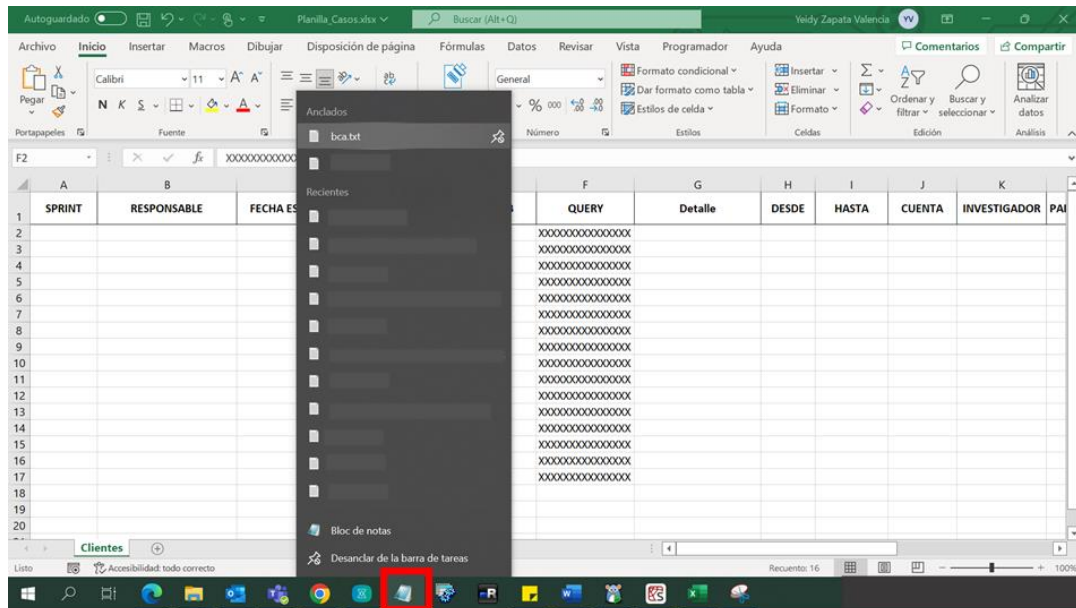 Autoguardado
Planilla_Casos.xlsx
Buscar (Alt+Q)
Yeidy Zapata Valencia
YV
Archivo Inicio Insertar Macros Dibujar Disposición de página Fórmulas Datos Revisar Vista Programador Ayuda
Comentarios
Compartir
Pegar
Calibri 11
General
Formato condicional
Dar formato como tabla
Estilos de celda
Insertar
Eliminar
Formato
Ordenar y filtrar
Buscar y seleccionar
Analizar datos
Portapapeles Fuente Número Estilos Celdas Edición Análisis
F2
fx
XXXXXXXXXXXX
A B F G H I J K
1 SPRINT RESPONSABLE FECHA ES QUERY Detalle DESDE HASTA CUENTA INVESTIGADOR
2 XXXXXXXXXXXXXXX
3 XXXXXXXXXXXXXXX
4 XXXXXXXXXXXXXXX
5 XXXXXXXXXXXXXXX
6 XXXXXXXXXXXXXXX
7 XXXXXXXXXXXXXXX
8 XXXXXXXXXXXXXXX
9 XXXXXXXXXXXXXXX
10 XXXXXXXXXXXXXXX
11 XXXXXXXXXXXXXXX
12 XXXXXXXXXXXXXXX
13 XXXXXXXXXXXXXXX
14 XXXXXXXXXXXXXXX
15 XXXXXXXXXXXXXXX
16 XXXXXXXXXXXXXXX
17 XXXXXXXXXXXXXXX
18
19
20
Anclados
bca.txt
Recientes
Bloc de notas
Desanclar de la barra de tareas
Clientes
Listo
Accesibilidad: todo correcto
Recuento: 16
100%